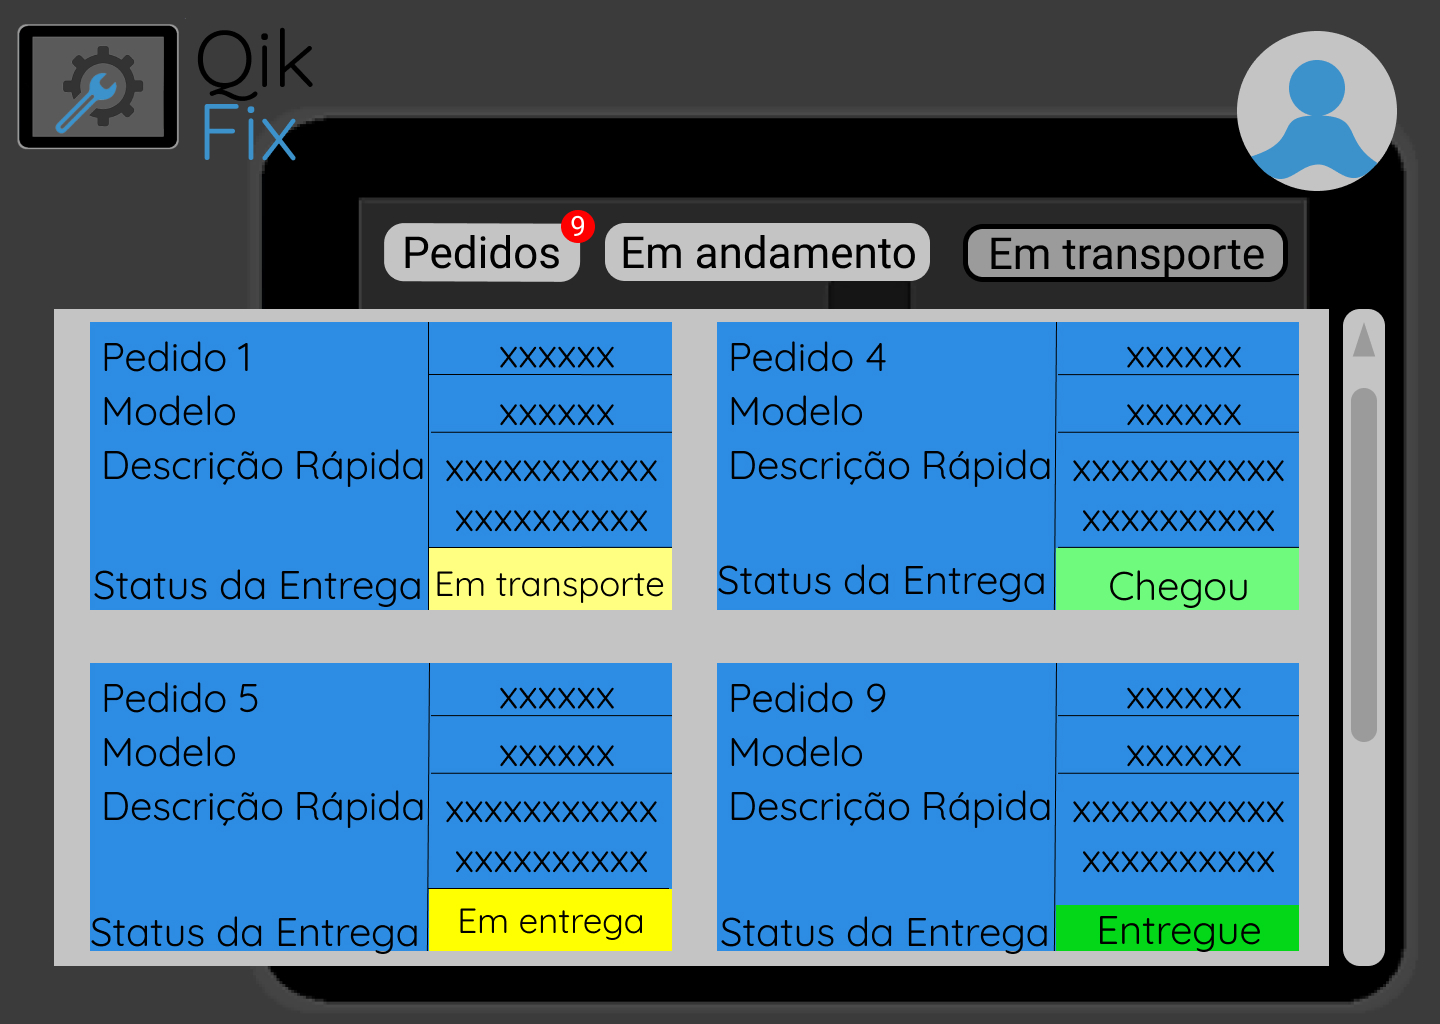 Qik
Fix
Pedidos 9
Em andamento
Em transporte
Pedido 1 xxxxxx
Modelo xxxxxx
Descrição Rápida xxxxxxxxxxx
xxxxxxxxxx
Status da Entrega Em transporte
Pedido 4 xxxxxx
Modelo xxxxxx
Descrição Rápida xxxxxxxxxxx
xxxxxxxxxx
Status da Entrega Chegou
Pedido 5 xxxxxx
Modelo xxxxxx
Descrição Rápida xxxxxxxxxxx
xxxxxxxxxx
Status da Entrega Em entrega
Pedido 9 xxxxxx
Modelo xxxxxx
Descrição Rápida xxxxxxxxxxx
xxxxxxxxxx
Status da Entrega Entregue